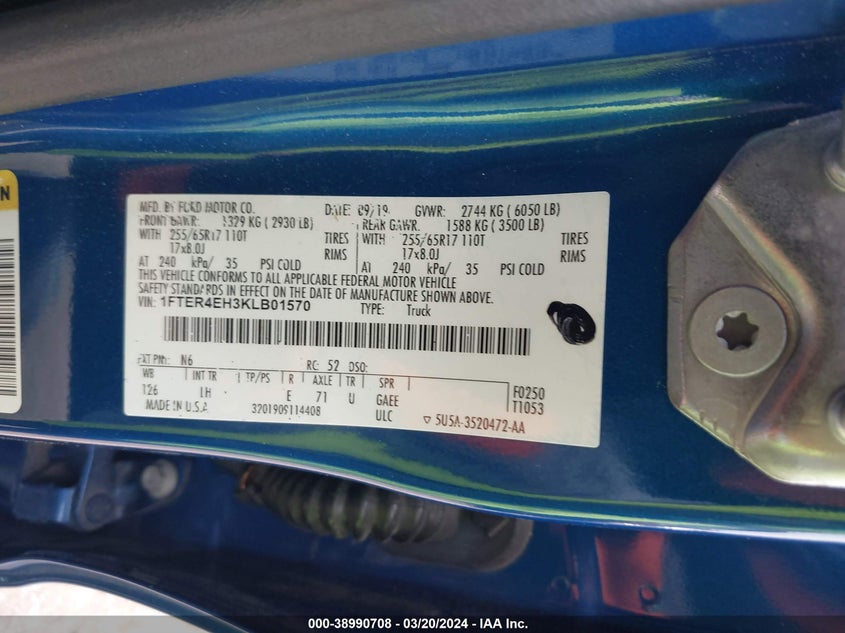 MFD. BY FORD MOTOR CO. DATE: 09/19 GVWR: 2744 KG ( 6050 LB)
FRONT GAWR: 1329 KG ( 2930 LB) REAR GAWR: 1588 KG ( 3500 LB)
WITH 255/65R17 110T TIRES WITH 255/65R17 110T TIRES
17x8.0J RIMS 17x8.0J RIMS
AT 240 kPa/ 35 PSI COLD AT 240 kPa/ 35 PSI COLD
THIS VEHICLE CONFORMS TO ALL APPLICABLE FEDERAL MOTOR VEHICLE
SAFETY STANDARDS IN EFFECT ON THE DATE OF MANUFACTURE SHOWN ABOVE.
VIN: 1FTER4EH3KLB01570 TYPE: Truck
EXT PNT: N6 RC: 52 DSO:
WB INT TR TP/PS R AXLE TR SPR
126 LH E 71 U GAEE F0250
MADE IN U.S.A. 3201909114408 ULC T1053
5U5A-3520472-AA
000-38990708 - 03/20/2024 - IAA Inc.